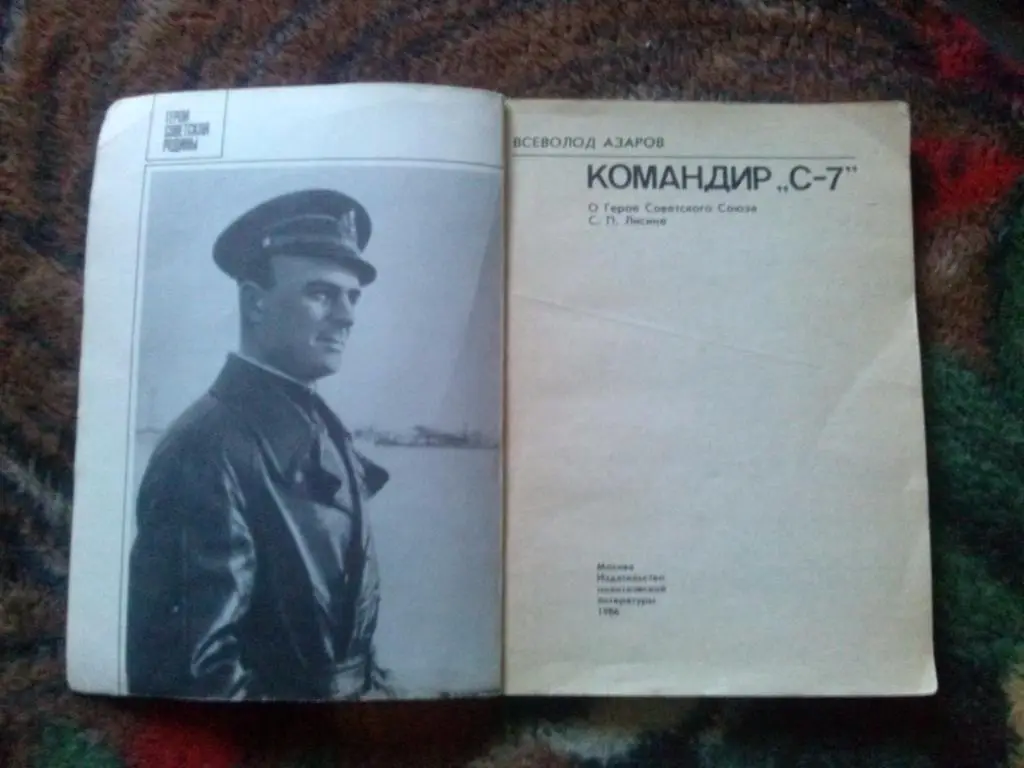 ГЕРОИ
СОВЕТСКОЙ
РОДИНЫ
ВСЕВОЛОД АЗАРОВ
КОМАНДИР „С-7"
О Герое Советского Союза
С. П. Лисине
Москва
Издательство
политической
литературы
1986